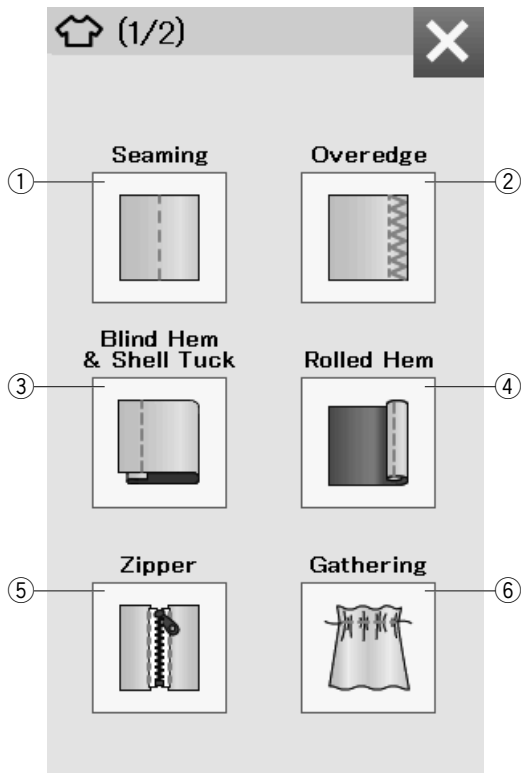 (1/2)
Seaming
Overedge
① ②
Blind Hem
& Shell Tuck
Rolled Hem
③ ④
Zipper
Gathering
⑤ ⑥